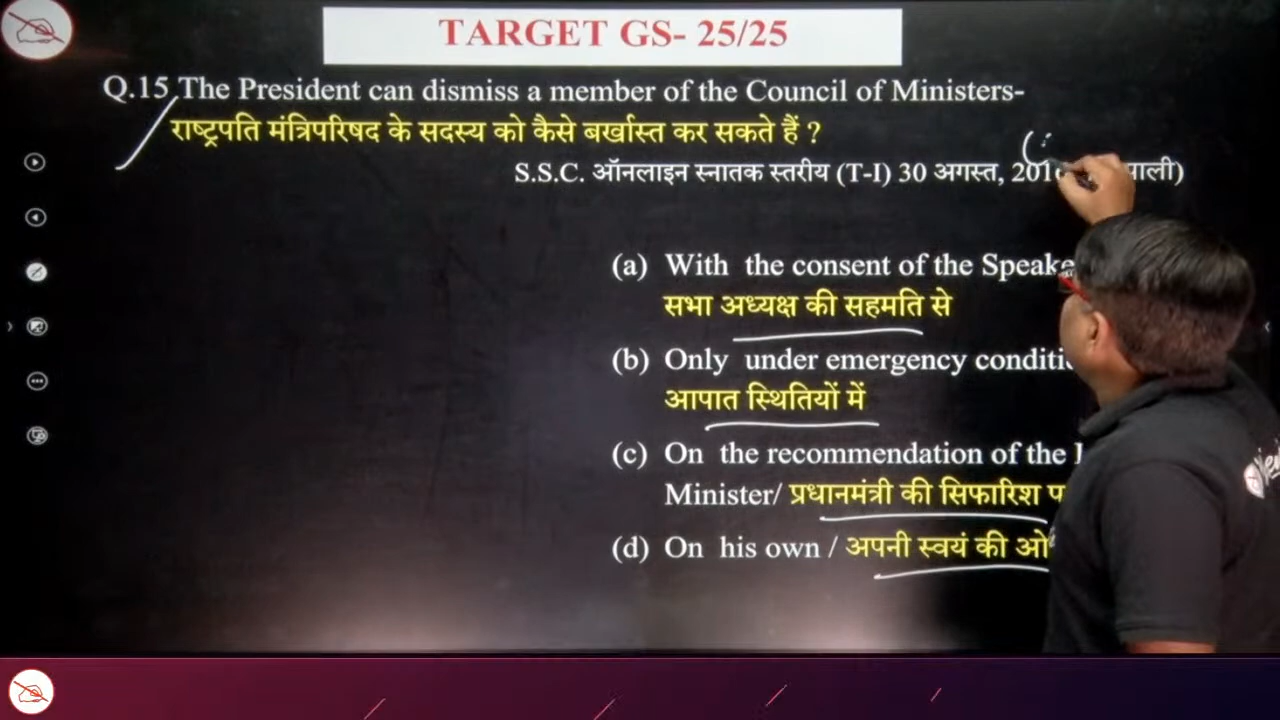 TARGET GS- 25/25
Q.15 The President can dismiss a member of the Council of Ministers-
राष्ट्रपति मंत्रिपरिषद के सदस्य को कैसे बर्खास्त कर सकते हैं ?
S.S.C. ऑनलाइन स्नातक स्तरीय (T-I) 30 अगस्त,
(a) With the consent of the
सभा अध्यक्ष की सहमति से
(b) Only under emergency
आपात स्थितियों में
(c) On the recommendation of the
Minister/ प्रधानमंत्री की सिफारिश
(d) On his own / अपनी स्वयं की